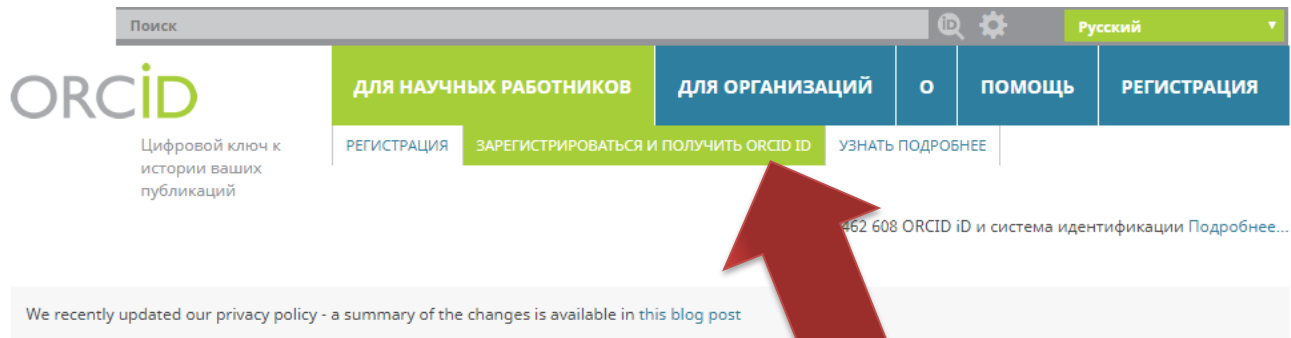 Поиск
Русский
ORCiD
Цифровой ключ к
истории ваших
публикаций
ДЛЯ НАУЧНЫХ РАБОТНИКОВ
ДЛЯ ОРГАНИЗАЦИЙ
О
ПОМОЩЬ
РЕГИСТРАЦИЯ
РЕГИСТРАЦИЯ
ЗАРЕГИСТРИРОВАТЬСЯ И ПОЛУЧИТЬ ORCID ID
УЗНАТЬ ПОДРОБНЕЕ
462 608 ORCID iD и система идентификации Подробнее...
We recently updated our privacy policy - a summary of the changes is available in this blog post